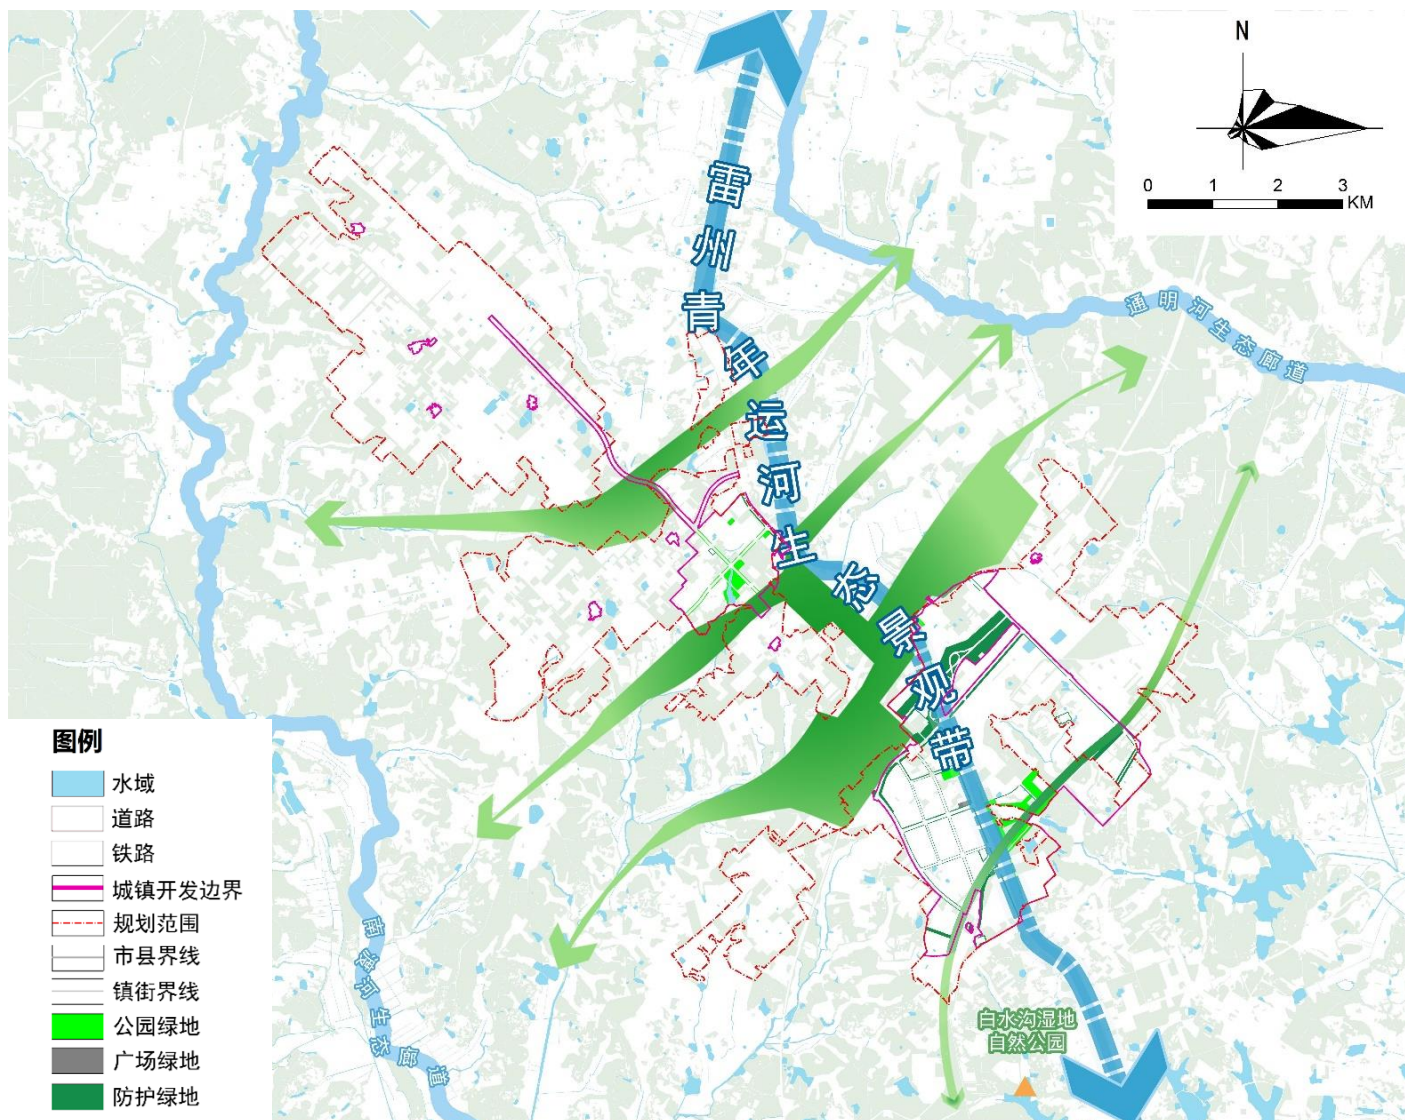 N
0 1 2 3 KM
雷州青年运河生态景观带
通明河生态廊道
南渡河生态廊道
白水沟湿地
自然公园
图例
水域
道路
铁路
城镇开发边界
规划范围
市县界线
镇街界线
公园绿地
广场绿地
防护绿地